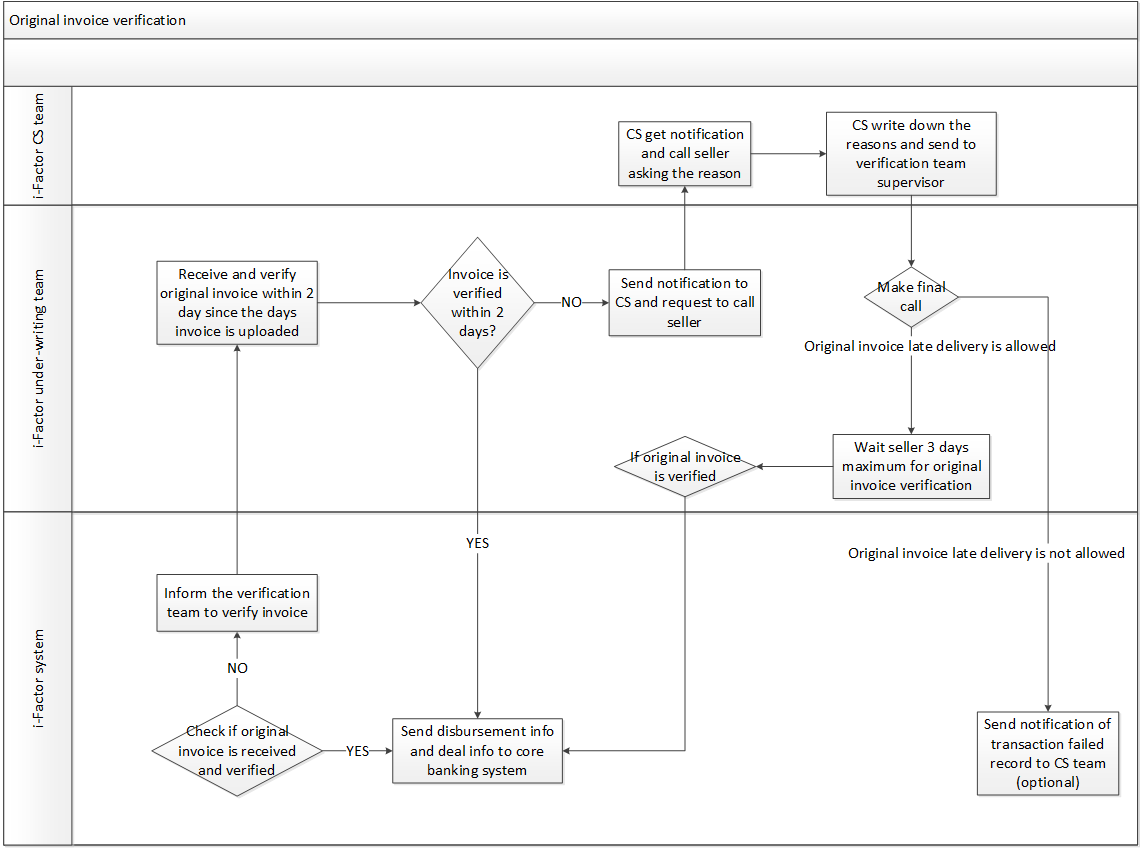 Original invoice verification
i-Factor CS team
CS get notification
and call seller
asking the reason
CS write down the
reasons and send to
verification team
supervisor
i-Factor under-writing team
Receive and verify
original invoice within 2
day since the days
invoice is uploaded
Invoice is
verified
within 2
days?
NO
Send notification to
CS and request to call
seller
Make final
call
Original invoice late delivery is allowed
If original invoice
is verified
Wait seller 3 days
maximum for original
invoice verification
i-Factor system
YES
Original invoice late delivery is not allowed
Inform the verification
team to verify invoice
NO
Check if original
invoice is received
and verified
YES
Send disbursement info
and deal info to core
banking system
Send notification of
transaction failed
record to CS team
(optional)